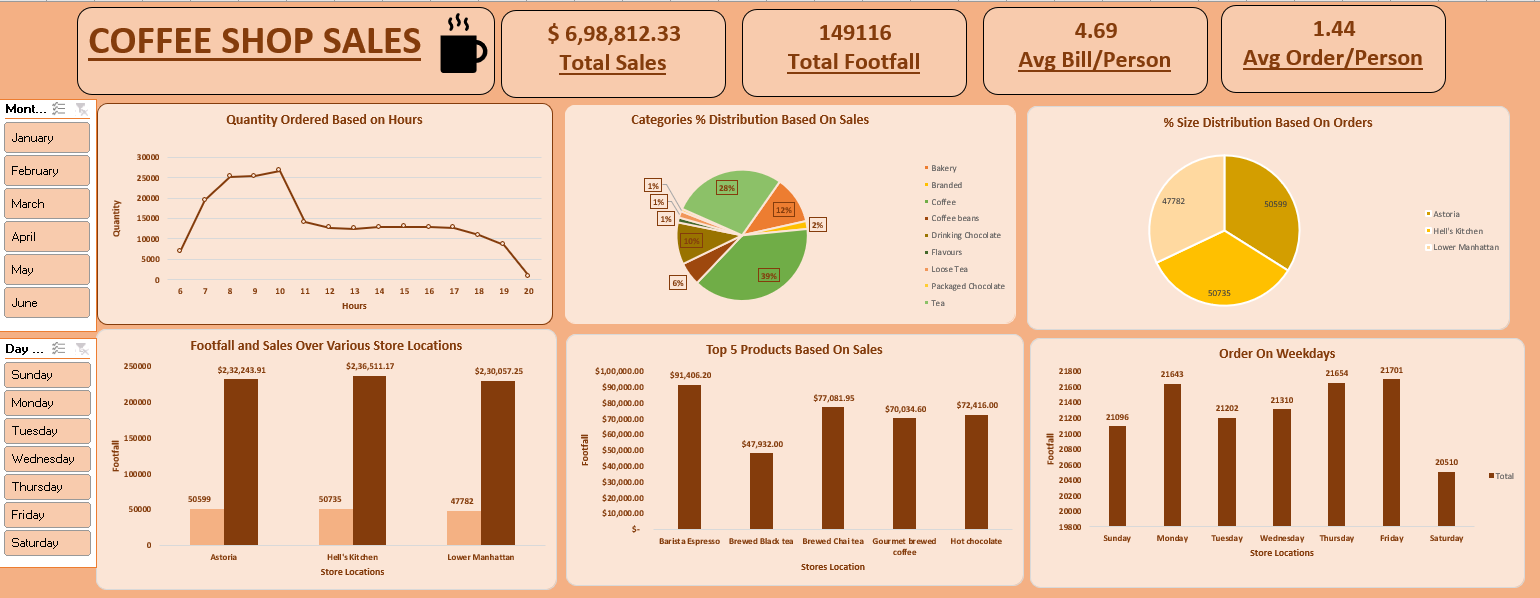 COFFEE SHOP SALES
$ 6,98,812.33
Total Sales
149116
Total Footfall
4.69
Avg Bill/Person
1.44
Avg Order/Person
Mont...
January
February
March
April
May
June
Day ...
Sunday
Monday
Tuesday
Wednesday
Thursday
Friday
Saturday
Quantity Ordered Based on Hours
Quantity
30000
25000
20000
15000
10000
5000
0
6 7 8 9 10 11 12 13 14 15 16 17 18 19 20
Hours
Categories % Distribution Based On Sales
28%
12%
2%
39%
6%
10%
1%
1%
1%
Bakery
Branded
Coffee
Coffee beans
Drinking Chocolate
Flavours
Loose Tea
Packaged Chocolate
Tea
% Size Distribution Based On Orders
47782
50599
50735
Astoria
Hell's Kitchen
Lower Manhattan
Footfall and Sales Over Various Store Locations
Footfall
250000
200000
150000
100000
50000
0
50599
$2,32,243.91
50735
$2,36,511.17
47782
$2,30,057.25
Astoria Hell's Kitchen Lower Manhattan
Store Locations
Top 5 Products Based On Sales
Footfall
$1,00,000.00
$90,000.00
$80,000.00
$70,000.00
$60,000.00
$50,000.00
$40,000.00
$30,000.00
$20,000.00
$10,000.00
$-
$91,406.20
$47,932.00
$77,081.95
$70,034.60
$72,416.00
Barista Espresso Brewed Black tea Brewed Chai tea Gourmet brewed coffee Hot chocolate
Stores Location
Order On Weekdays
Footfall
21800
21600
21400
21200
21000
20800
20600
20400
20200
20000
19800
21096
21643
21202
21310
21654
21701
20510
Sunday Monday Tuesday Wednesday Thursday Friday Saturday
Store Locations
Total